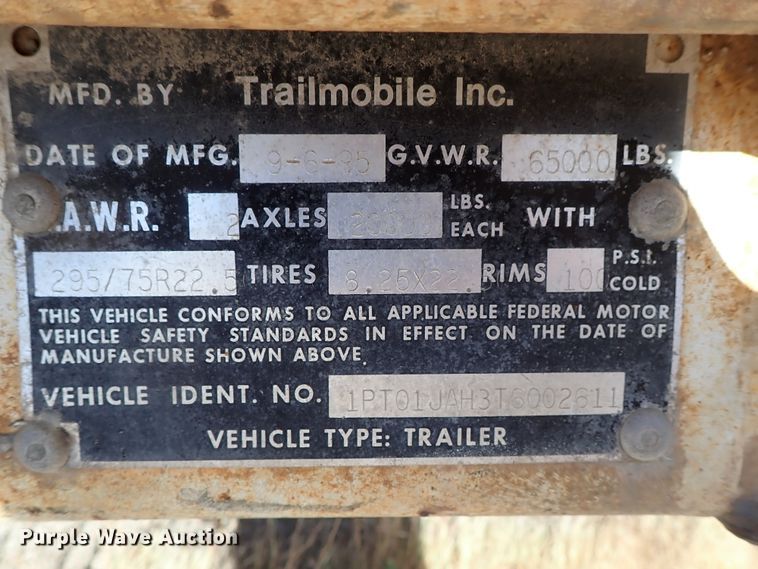 MFD. BY Trailmobile Inc.
DATE OF MFG. 9-6-95 G.V.W.R. 65000 LBS.
.A.W.R. 2 AXLES LBS. EACH WITH
295/75R22.5 TIRES 8.25X22. RIMS 100 P.S.I. COLD
THIS VEHICLE CONFORMS TO ALL APPLICABLE FEDERAL MOTOR
VEHICLE SAFETY STANDARDS IN EFFECT ON THE DATE OF
MANUFACTURE SHOWN ABOVE.
VEHICLE IDENT. NO. 1PT01JAH3T6002611
VEHICLE TYPE: TRAILER
Purple Wave Auction